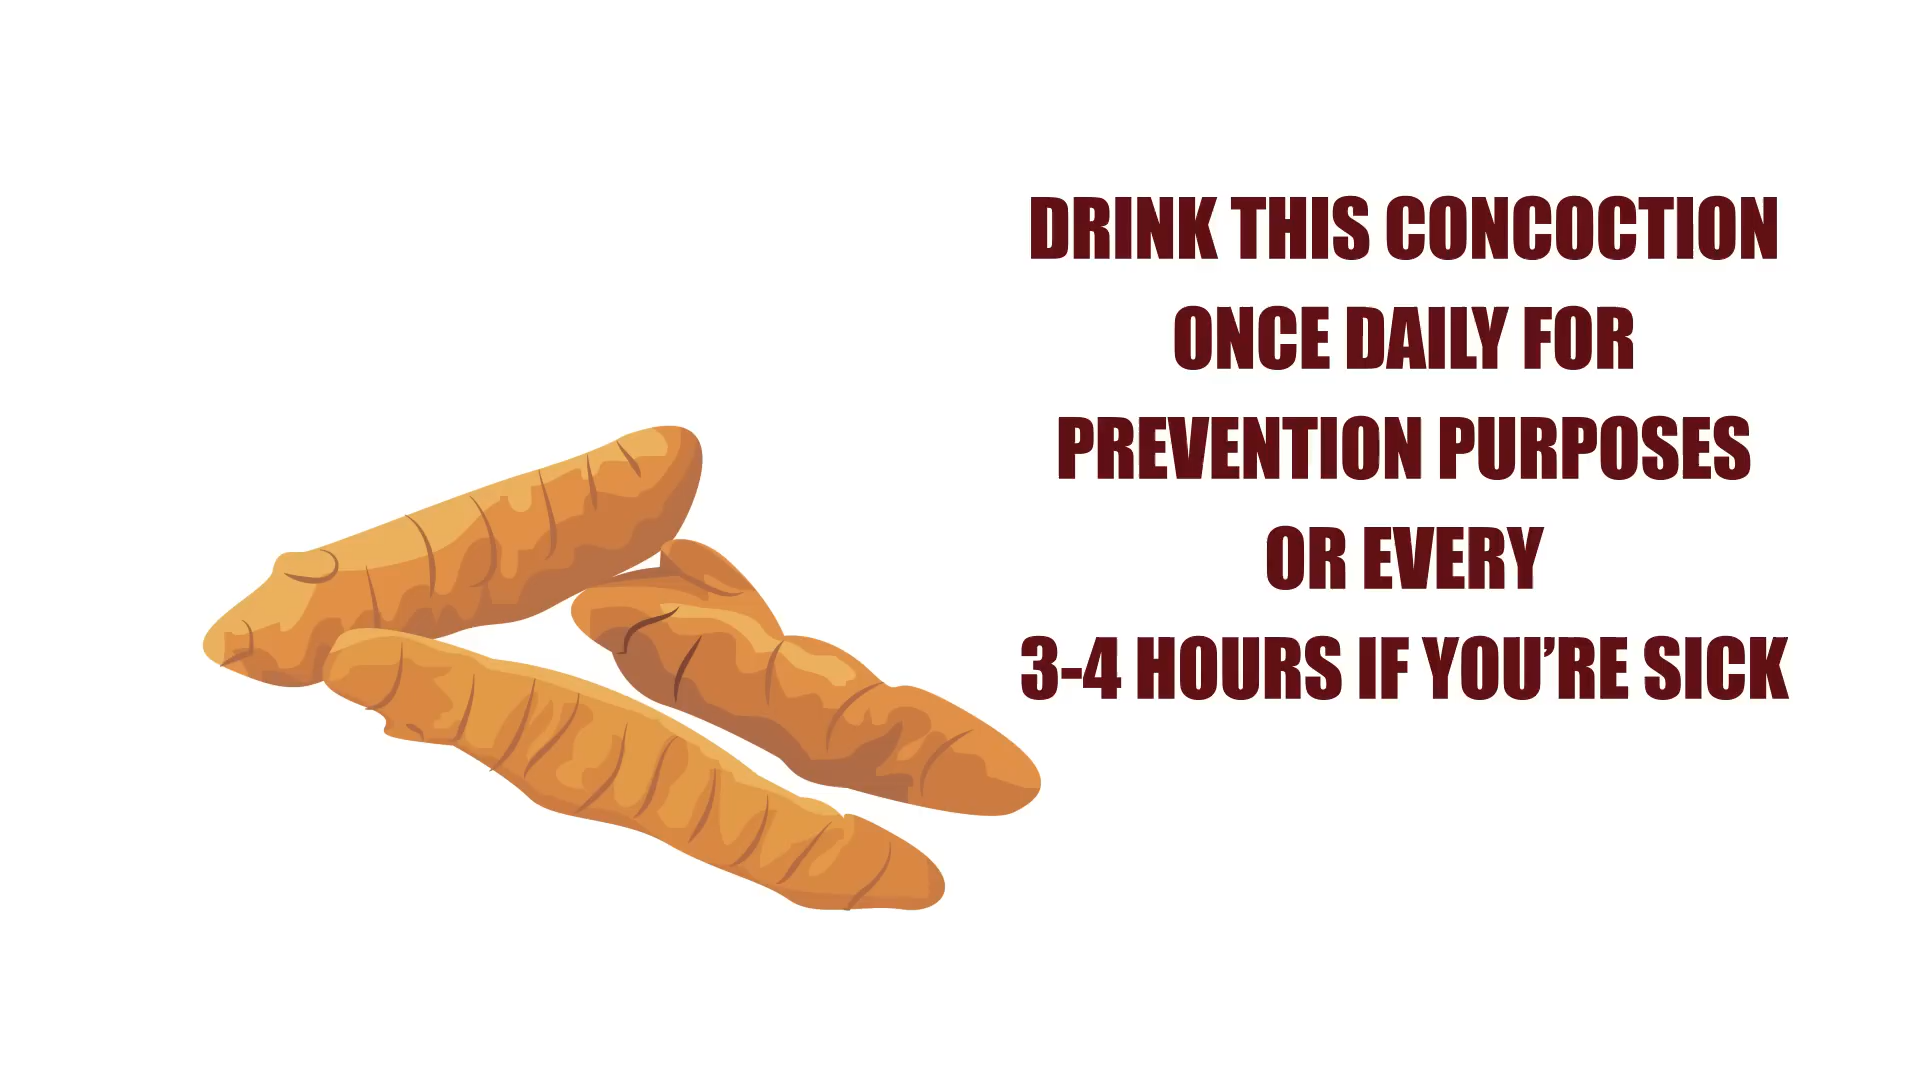 DRINK THIS CONCOCTION
ONCE DAILY FOR
PREVENTION PURPOSES
OR EVERY
3-4 HOURS IF YOU’RE SICK